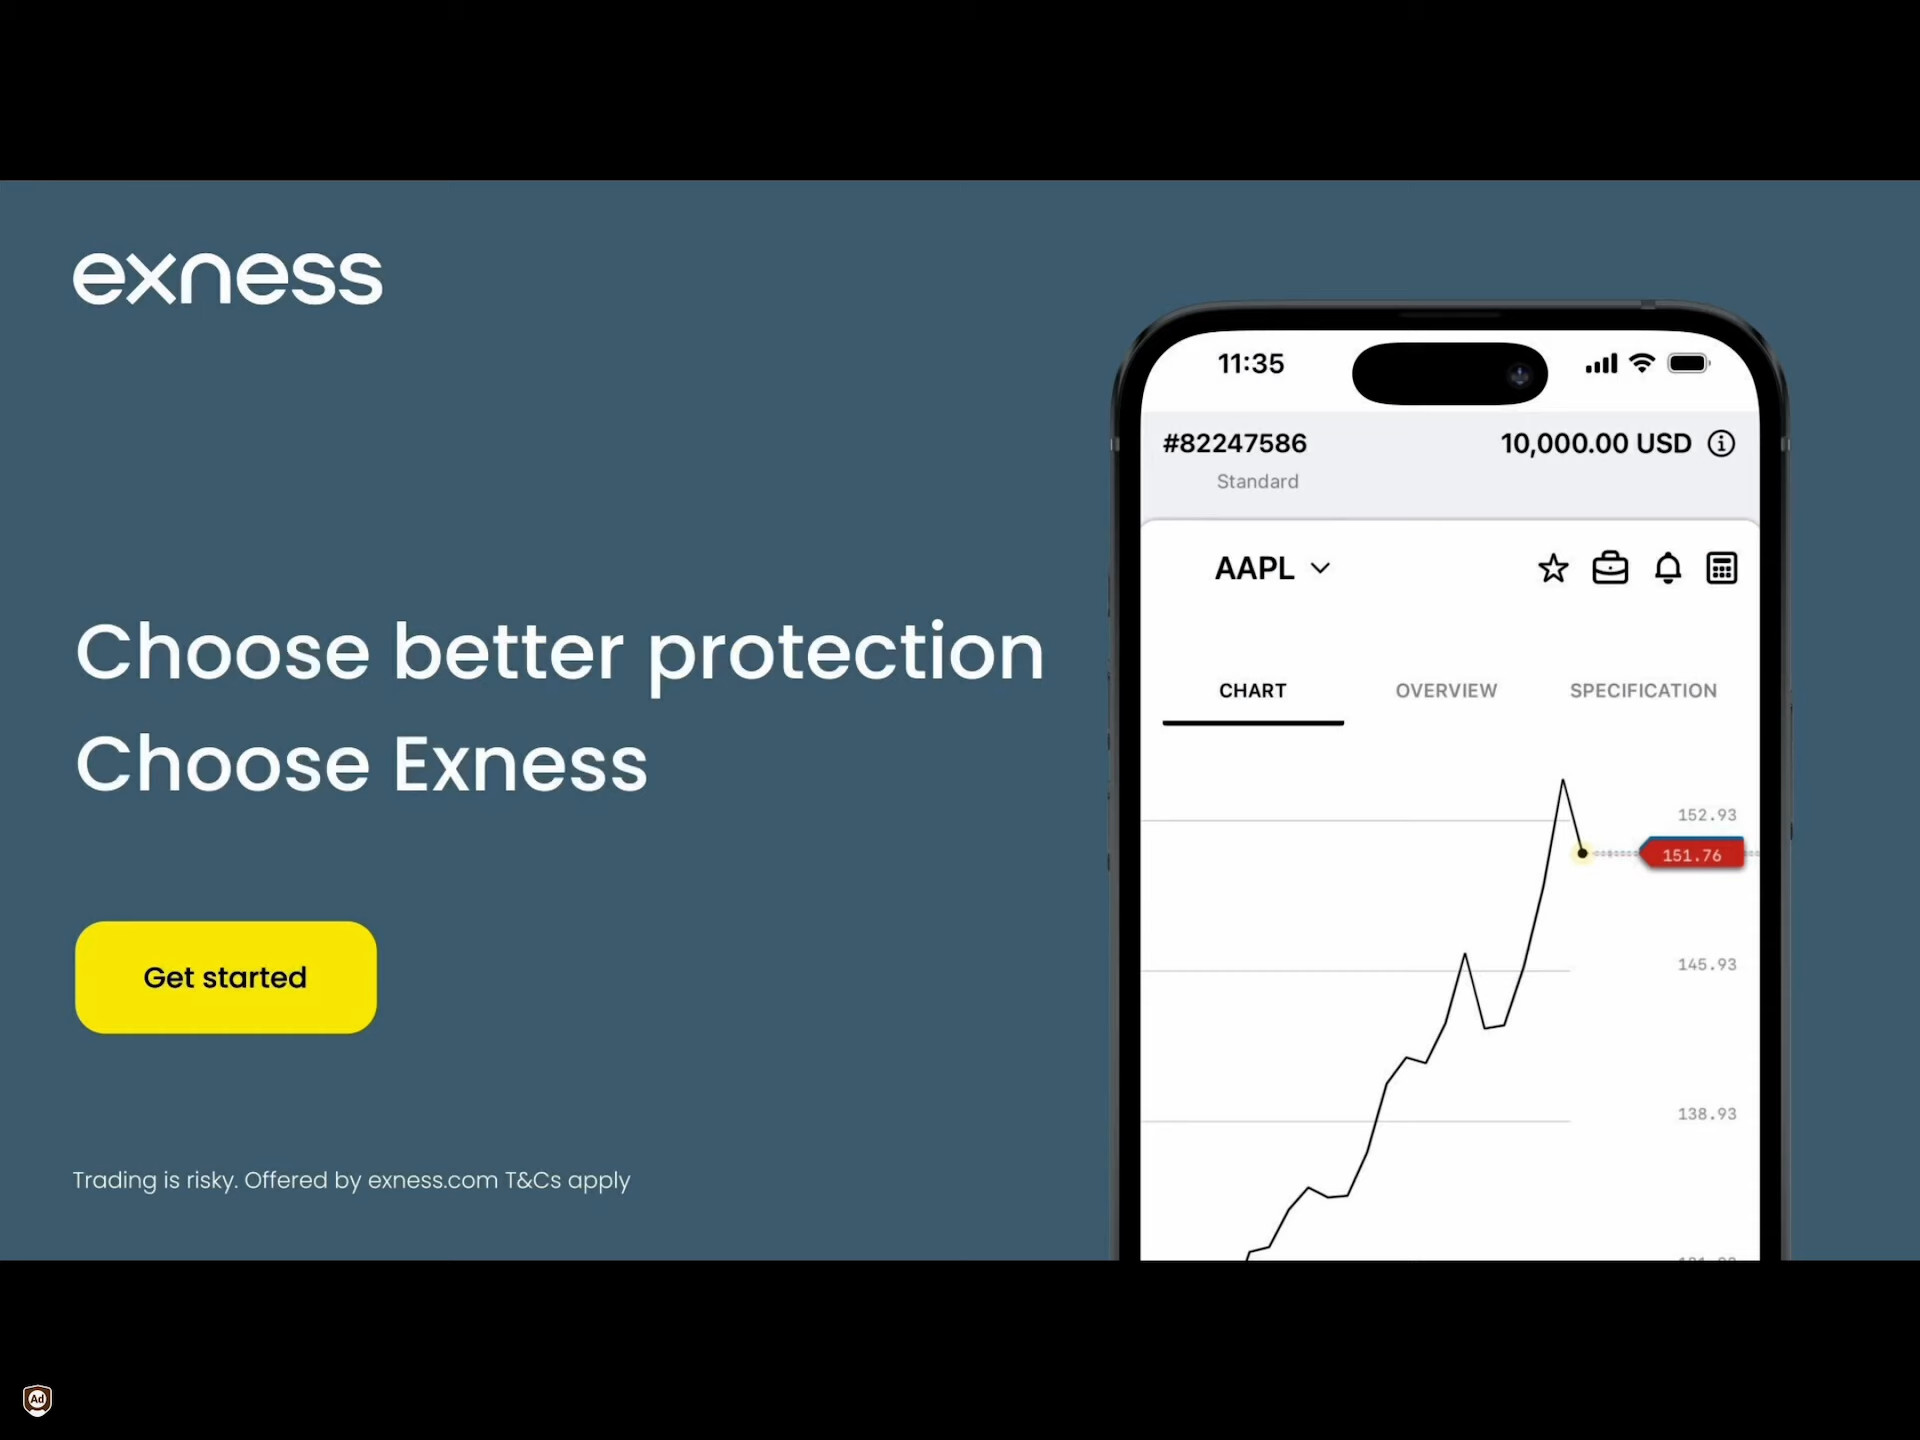 exness
Choose better protection
Choose Exness
Get started
Trading is risky. Offered by exness.com T&Cs apply
11:35
#82247586
10,000.00 USD
Standard
AAPL
CHART
OVERVIEW
SPECIFICATION
152.93
151.76
145.93
138.93
Ad